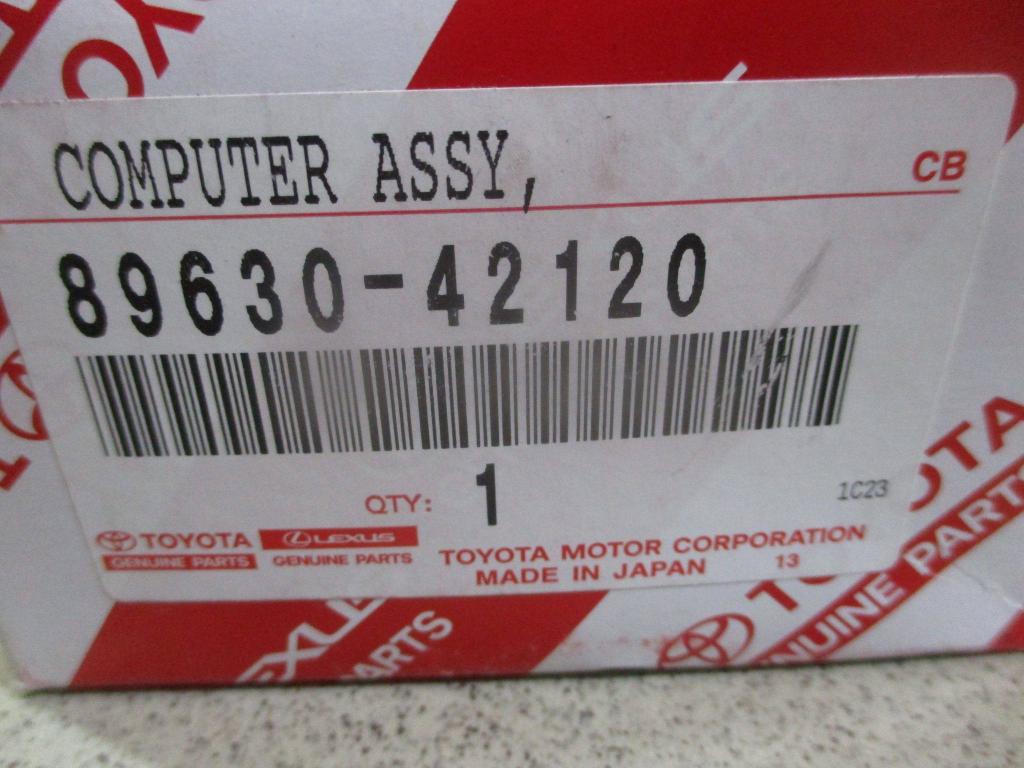 COMPUTER ASSY,
CB
89630-42120
QTY: 1
1C23
TOYOTA
GENUINE PARTS
LEXUS
GENUINE PARTS
TOYOTA MOTOR CORPORATION
MADE IN JAPAN 13
TOYOTA
PARTS